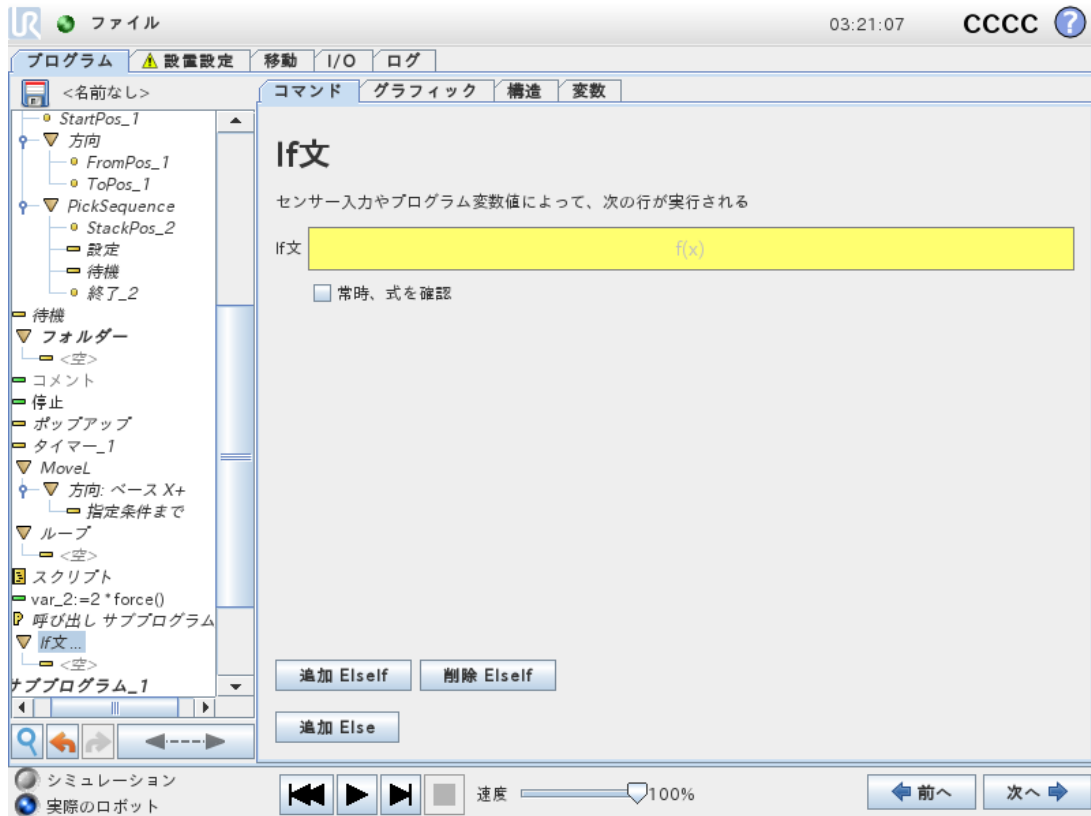 UR ファイル 03:21:07 CCCC ?
プログラム 設置設定 移動 I/O ログ
<名前なし>
コマンド グラフィック 構造 変数
StartPos_1
方向
FromPos_1
ToPos_1
PickSequence
StackPos_2
設定
待機
終了_2
待機
フォルダー
<空>
コメント
停止
ポップアップ
タイマー_1
MoveL
方向: ベース X+
指定条件まで
ループ
<空>
スクリプト
var_2:=2 * force()
呼び出し サブプログラム
If文 ...
<空>
サブプログラム_1
If文
センサー入力やプログラム変数値によって、次の行が実行される
If文 f(x)
常時、式を確認
追加 ElseIf 削除 ElseIf
追加 Else
シミュレーション
実際のロボット
速度 100%
前へ 次へ